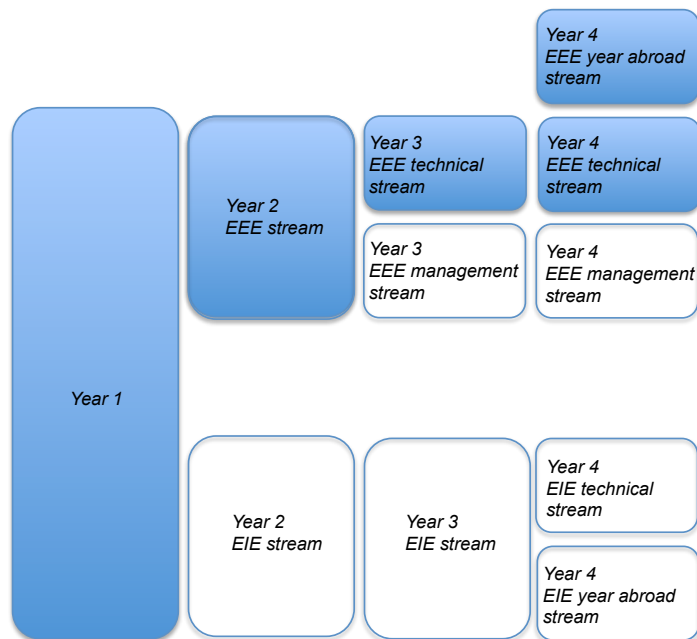 Year 4
EEE year abroad
stream
Year 3
EEE technical
stream
Year 4
EEE technical
stream
Year 2
EEE stream
Year 3
EEE management
stream
Year 4
EEE management
stream
Year 1
Year 4
EIE technical
stream
Year 2
EIE stream
Year 3
EIE stream
Year 4
EIE year abroad
stream